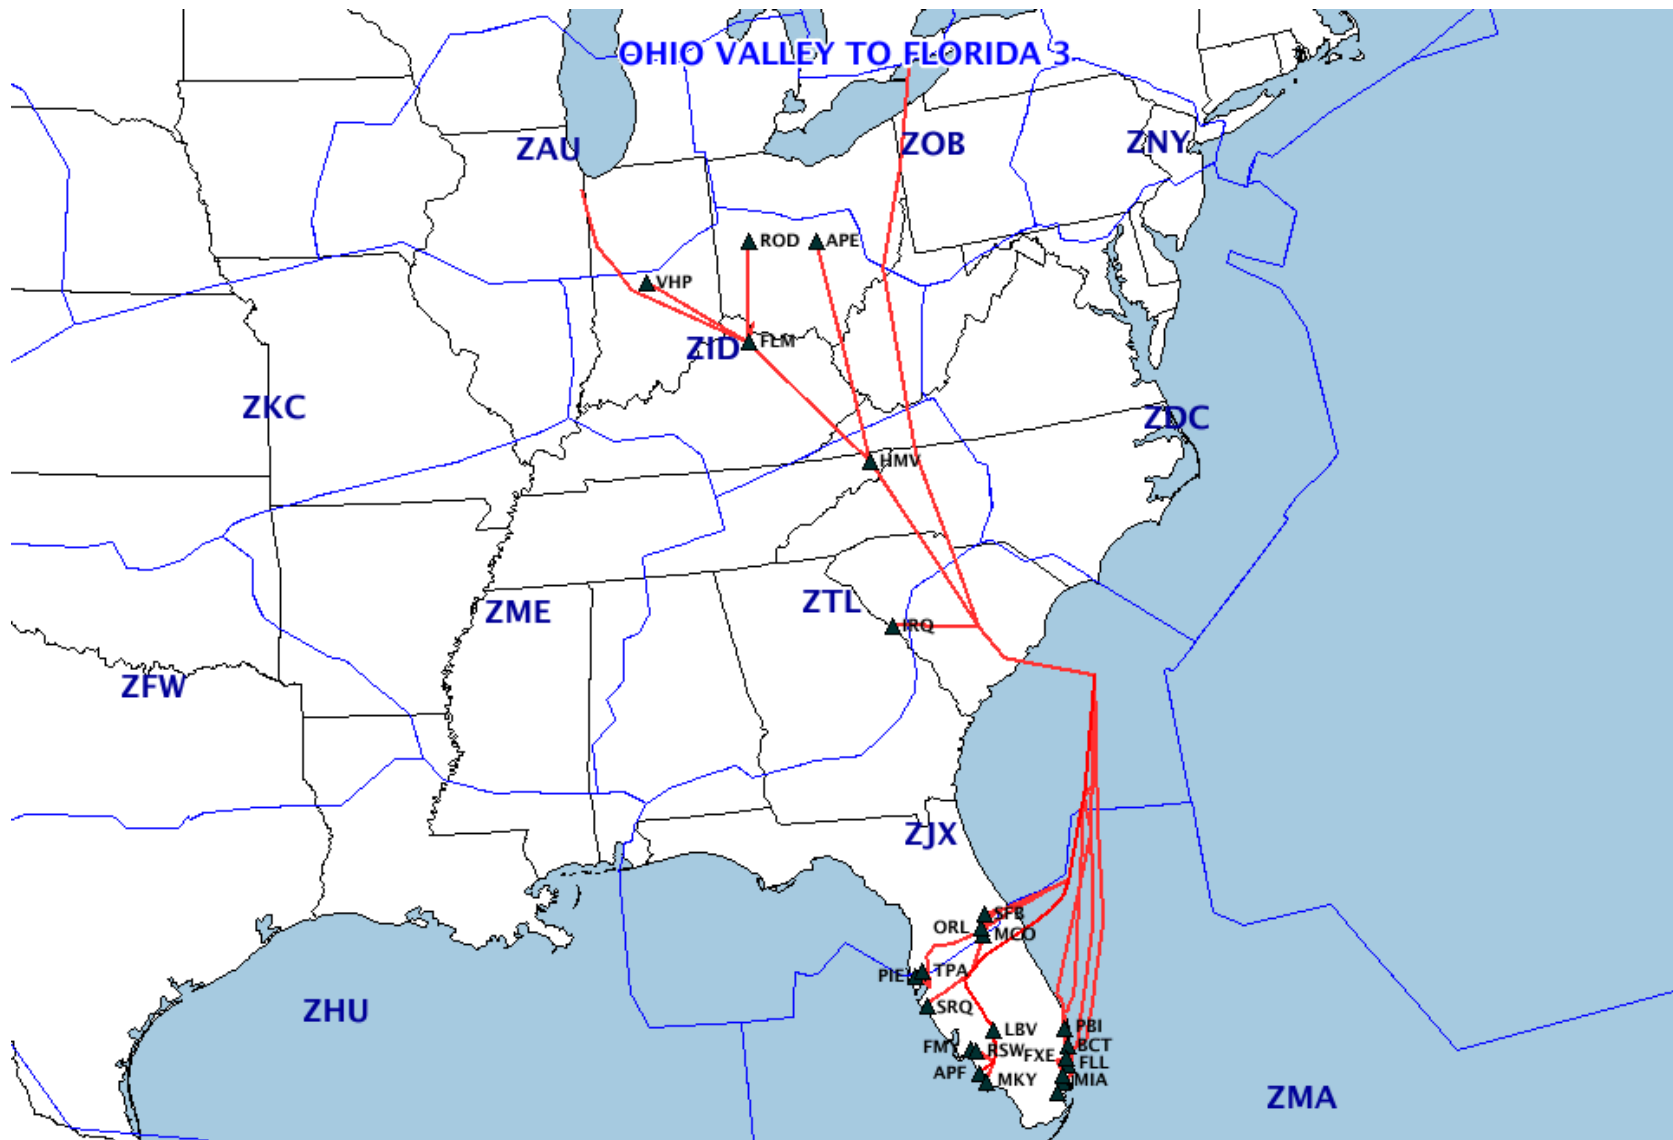 OHIO VALLEY TO FLORIDA 3
ZAU
ZOB
ZNY
ROD
APE
VHP
ZID
FLM
ZKC
ZDC
HMV
ZME
ZTL
IRQ
ZFW
ZJX
SFB
ORL
MCO
PIE
TPA
ZHU
SRQ
LBV
PBI
FMY
RSW
FXE
BCT
FLL
APF
MKY
MIA
ZMA